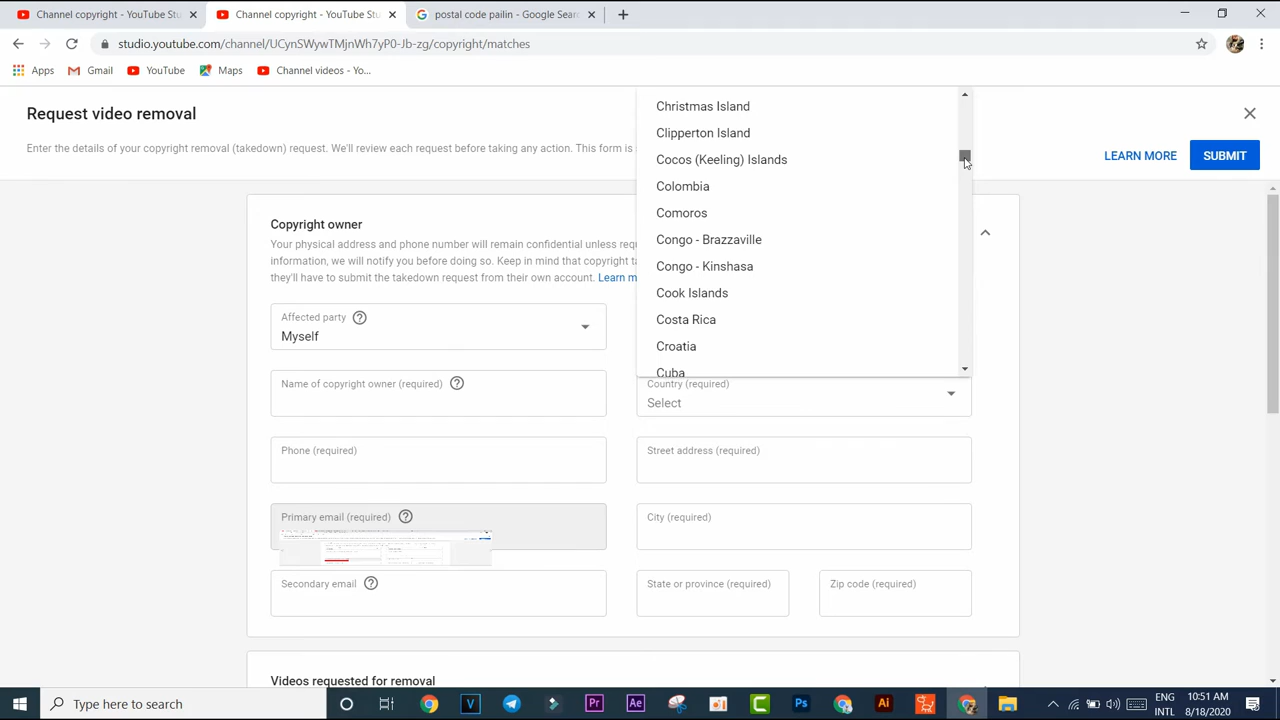 Channel copyright - YouTube Stu
Channel copyright - YouTube Stu
postal code pailin - Google Sear
studio.youtube.com/channel/UCynSWywTMjnWh7yP0-Jb-zg/copyright/matches
Apps
Gmail
YouTube
Maps
Channel videos - Yo...
Request video removal
Enter the details of your copyright removal (takedown) request. We'll review each request before taking any action. This form is
LEARN MORE
SUBMIT
Christmas Island
Clipperton Island
Cocos (Keeling) Islands
Colombia
Comoros
Congo - Brazzaville
Congo - Kinshasa
Cook Islands
Costa Rica
Croatia
Cuba
Copyright owner
Your physical address and phone number will remain confidential unless requ
information, we will notify you before doing so. Keep in mind that copyright ta
they'll have to submit the takedown request from their own account. Learn m
Affected party
Myself
Name of copyright owner (required)
Country (required)
Select
Phone (required)
Street address (required)
Primary email (required)
City (required)
Secondary email
State or province (required)
Zip code (required)
Videos requested for removal
Type here to search
ENG
INTL
10:51 AM
8/18/2020